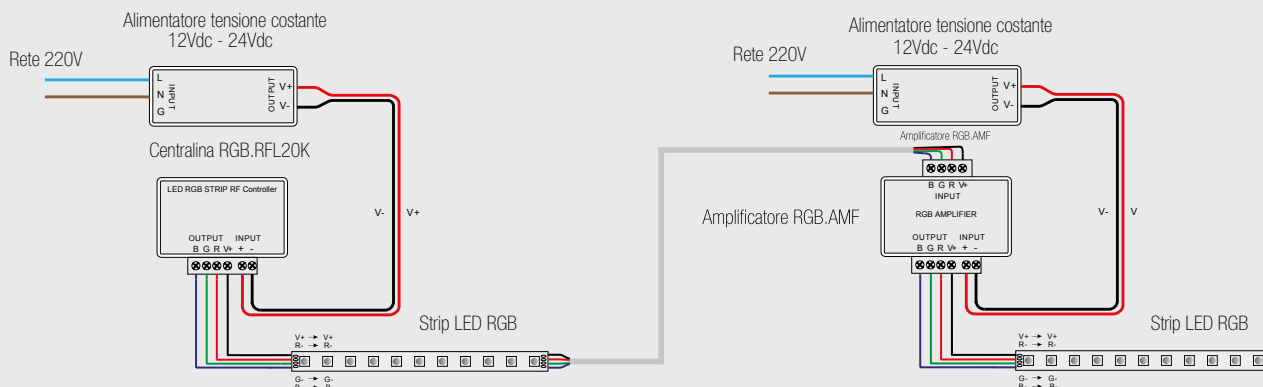 Alimentatore tensione costante
12Vdc - 24Vdc
Rete 220V
L
N
G
INPUT
OUTPUT
V+
V-
Centralina RGB.RFL20K
LED RGB STRIP RF Controller
OUTPUT INPUT
B G R V+ + -
V- V+
Strip LED RGB
V+ → V+
R- → R-
G- → G-
Alimentatore tensione costante
12Vdc - 24Vdc
Rete 220V
L
N
G
INPUT
OUTPUT
V+
V-
Amplificatore RGB.AMF
B G R V+
INPUT
Amplificatore RGB.AMF
RGB AMPLIFIER
OUTPUT INPUT
B G R V+ + -
V- V
Strip LED RGB
V+ → V+
R- → R-
G- → G-